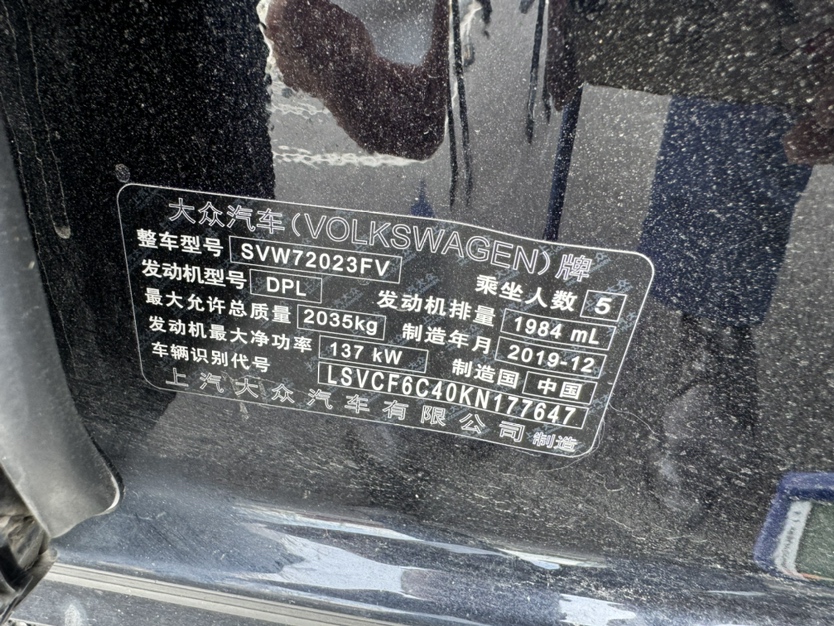 大众汽车(VOLKSWAGEN)牌
整车型号 SVW72023FV 乘坐人数 5
发动机型号 DPL 发动机排量 1984 mL
最大允许总质量 2035kg 制造年月 2019-12
发动机最大净功率 137 kW 制造国 中国
车辆识别代号 LSVCF6C40KN177647
上汽大众汽车有限公司制造